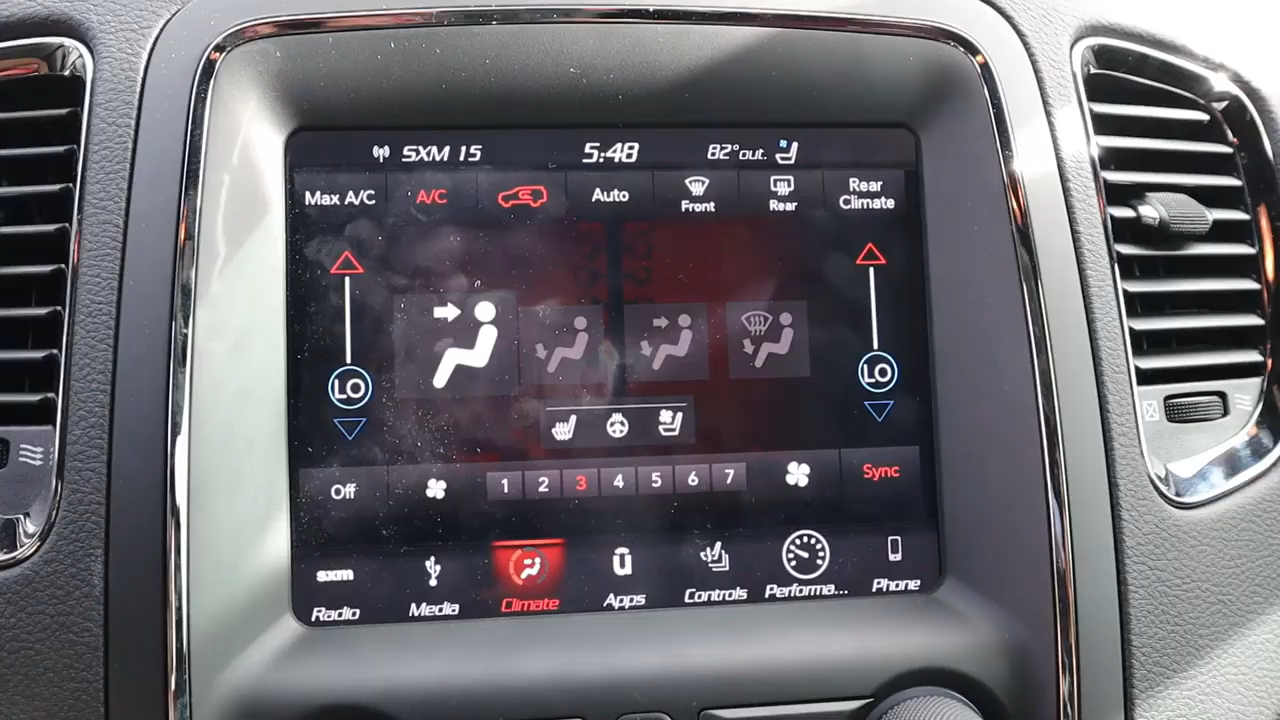 SXM 15 5:48 82° out.
Max A/C A/C Auto Front Rear Rear Climate
LO LO
Off 1 2 3 4 5 6 7 Sync
sxm ū
Radio Media Climate Apps Controls Performa... Phone